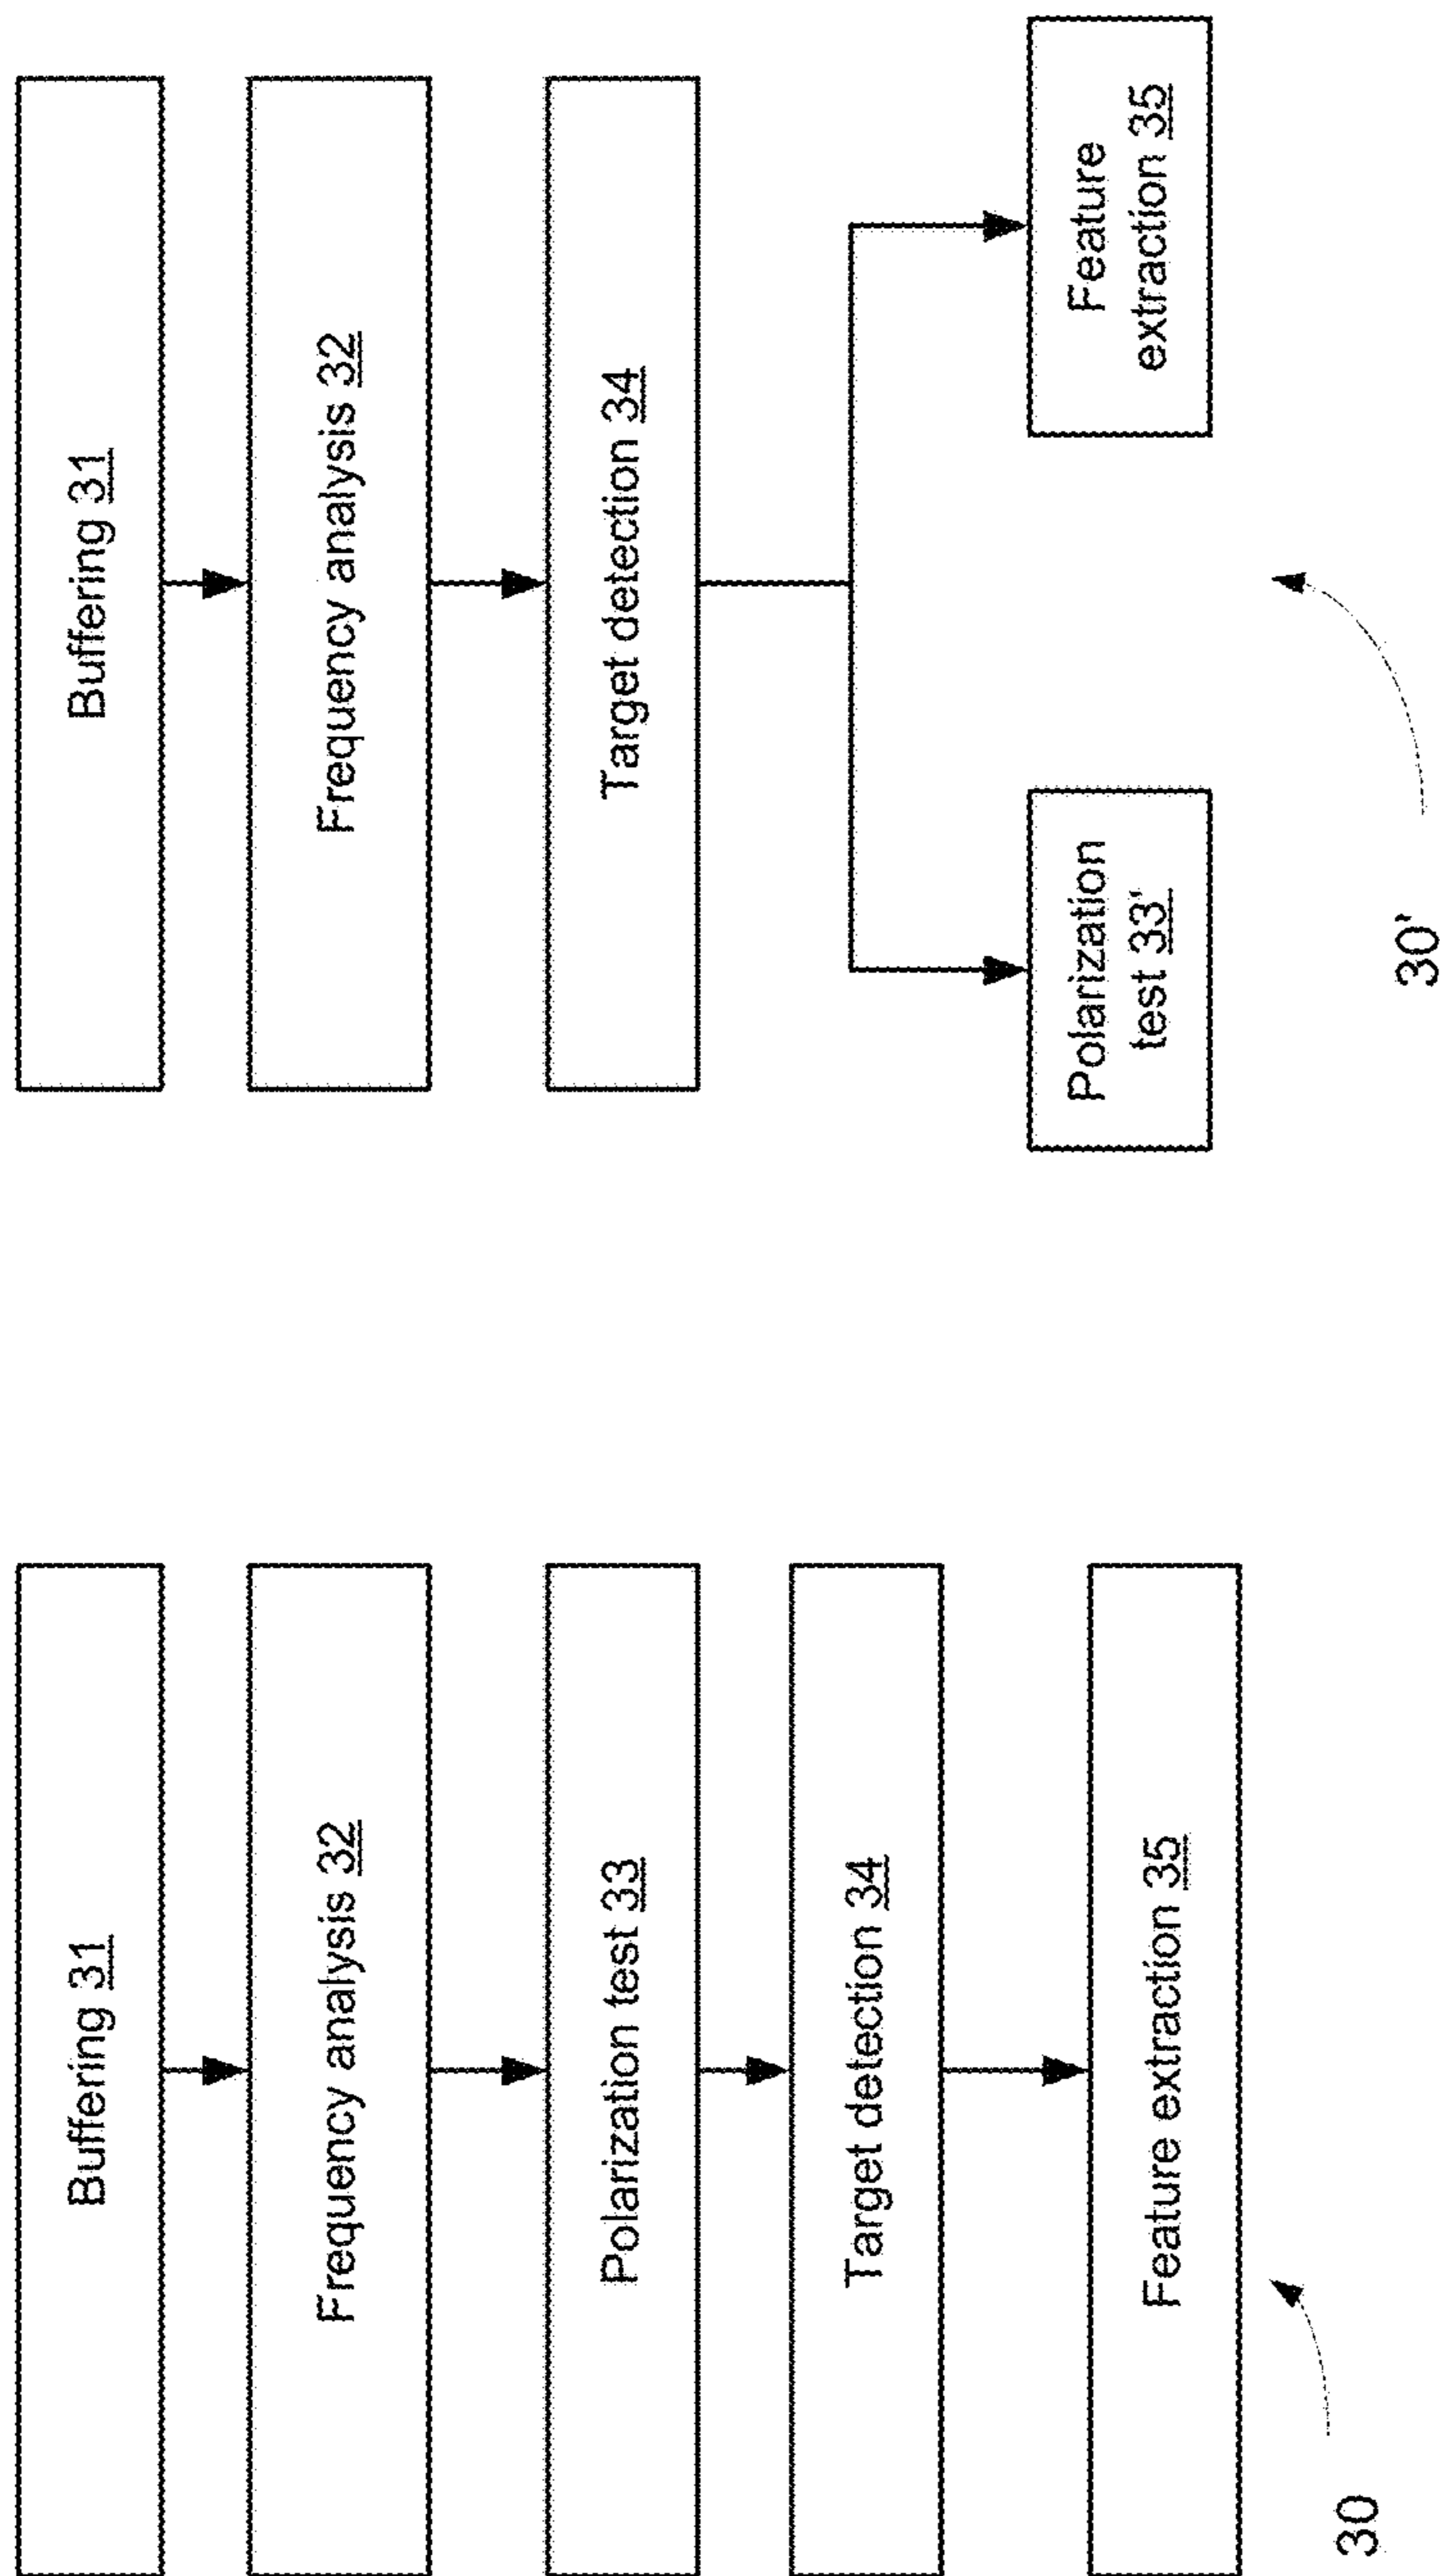 Buffering 31
Frequency analysis 32
Polarization test 33
Target detection 34
Feature extraction 35
30
Buffering 31
Frequency analysis 32
Target detection 34
Polarization
test 33'
Feature
extraction 35
30'